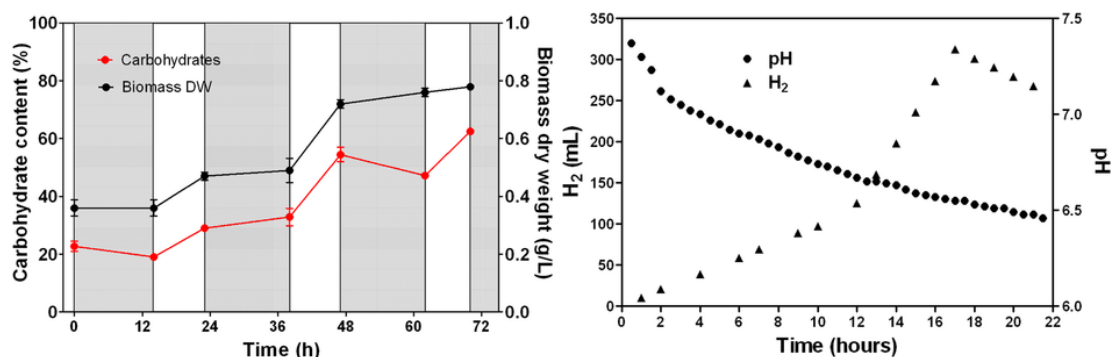 Carbohydrate content (%)
100
80
60
40
20
0
Carbohydrates
Biomass DW
1.0
0.8
0.6
0.4
0.2
0.0
Biomass dry weight (g/L)
0 12 24 36 48 60 72
Time (h)
H2 (mL)
350
300
250
200
150
100
50
0
pH
H2
7.5
7.0
6.5
6.0
pH
0 2 4 6 8 10 12 14 16 18 20 22
Time (hours)